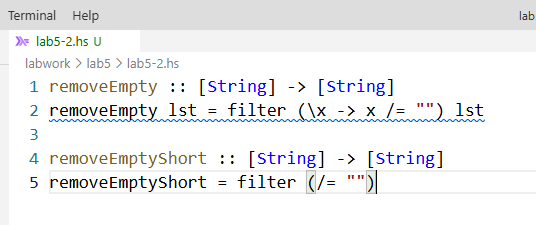 Terminal Help lab
lab5-2.hs U
labwork > lab5 > lab5-2.hs
1 removeEmpty :: [String] -> [String]
2 removeEmpty lst = filter (\x -> x /= "") lst
3
4 removeEmptyShort :: [String] -> [String]
5 removeEmptyShort = filter (/= "")